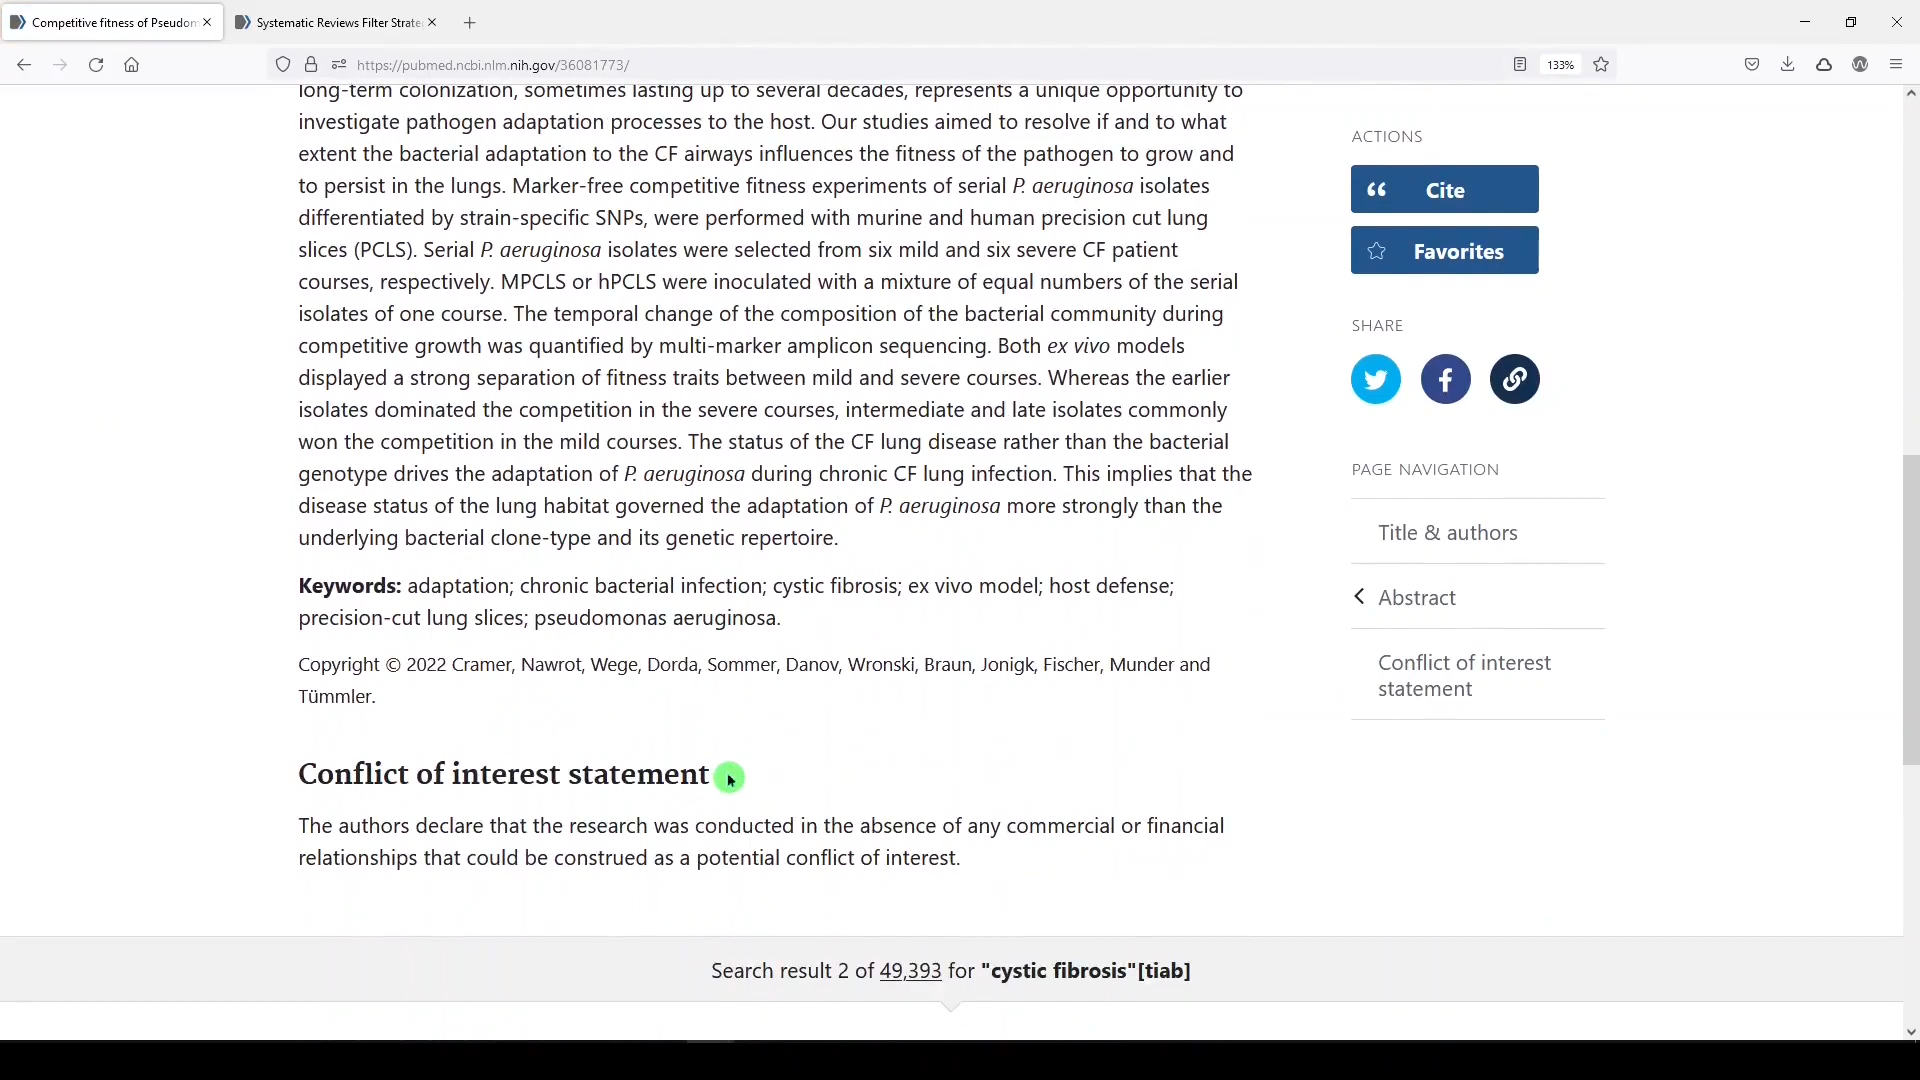 Competitive fitness of Pseudom
Systematic Reviews Filter Strate
https://pubmed.ncbi.nlm.nih.gov/36081773/
133%
long-term colonization, sometimes lasting up to several decades, represents a unique opportunity to
investigate pathogen adaptation processes to the host. Our studies aimed to resolve if and to what
extent the bacterial adaptation to the CF airways influences the fitness of the pathogen to grow and
to persist in the lungs. Marker-free competitive fitness experiments of serial P. aeruginosa isolates
differentiated by strain-specific SNPs, were performed with murine and human precision cut lung
slices (PCLS). Serial P. aeruginosa isolates were selected from six mild and six severe CF patient
courses, respectively. MPCLS or hPCLS were inoculated with a mixture of equal numbers of the serial
isolates of one course. The temporal change of the composition of the bacterial community during
competitive growth was quantified by multi-marker amplicon sequencing. Both ex vivo models
displayed a strong separation of fitness traits between mild and severe courses. Whereas the earlier
isolates dominated the competition in the severe courses, intermediate and late isolates commonly
won the competition in the mild courses. The status of the CF lung disease rather than the bacterial
genotype drives the adaptation of P. aeruginosa during chronic CF lung infection. This implies that the
disease status of the lung habitat governed the adaptation of P. aeruginosa more strongly than the
underlying bacterial clone-type and its genetic repertoire.
Keywords: adaptation; chronic bacterial infection; cystic fibrosis; ex vivo model; host defense;
precision-cut lung slices; pseudomonas aeruginosa.
Copyright © 2022 Cramer, Nawrot, Wege, Dorda, Sommer, Danov, Wronski, Braun, Jonigk, Fischer, Munder and
Tümmler.
Conflict of interest statement
The authors declare that the research was conducted in the absence of any commercial or financial
relationships that could be construed as a potential conflict of interest.
ACTIONS
Cite
Favorites
SHARE
PAGE NAVIGATION
Title & authors
Abstract
Conflict of interest
statement
Search result 2 of 49,393 for "cystic fibrosis"[tiab]